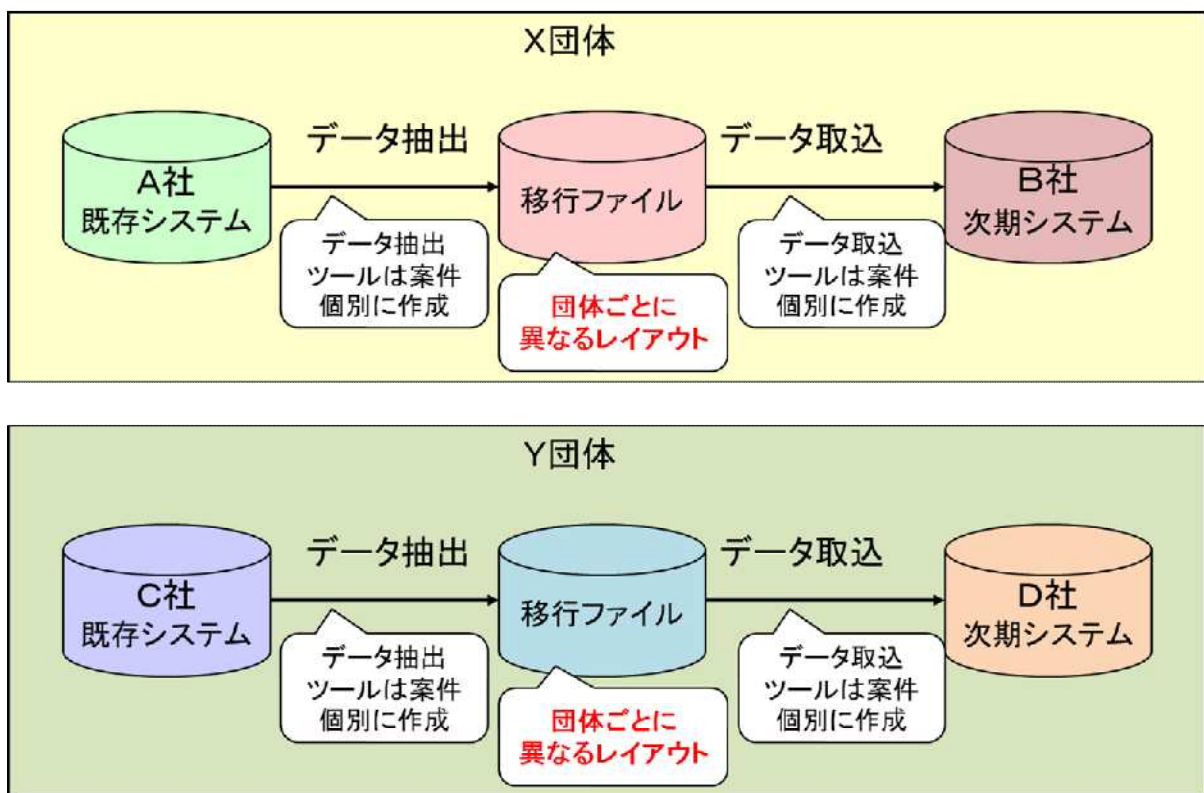 X団体
データ抽出
データ取込
A社
既存システム
移行ファイル
B社
次期システム
データ抽出
ツールは案件
個別に作成
団体ごとに
異なるレイアウト
データ取込
ツールは案件
個別に作成
Y団体
データ抽出
データ取込
C社
既存システム
移行ファイル
D社
次期システム
データ抽出
ツールは案件
個別に作成
団体ごとに
異なるレイアウト
データ取込
ツールは案件
個別に作成